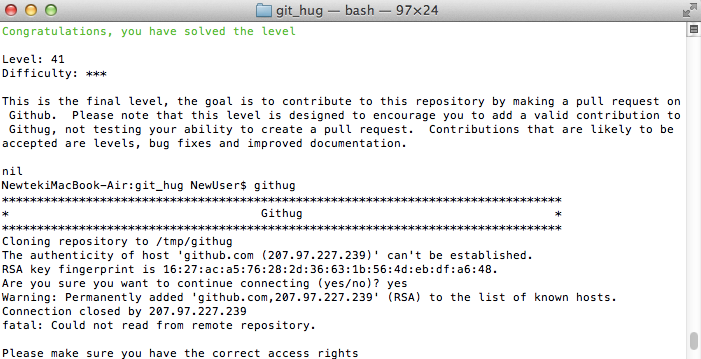 git_hug — bash — 97×24
Congratulations, you have solved the level
Level: 41
Difficulty: ***
This is the final level, the goal is to contribute to this repository by making a pull request on
Github.  Please note that this level is designed to encourage you to add a valid contribution to
Githug, not testing your ability to create a pull request.  Contributions that are likely to be
accepted are levels, bug fixes and improved documentation.
nil
NewtekiMacBook-Air:git_hug NewUser$ githug
********************************************************************************
*                                    Githug                                    *
********************************************************************************
Cloning repository to /tmp/githug
The authenticity of host 'github.com (207.97.227.239)' can't be established.
RSA key fingerprint is 16:27:ac:a5:76:28:2d:36:63:1b:56:4d:eb:df:a6:48.
Are you sure you want to continue connecting (yes/no)? yes
Warning: Permanently added 'github.com,207.97.227.239' (RSA) to the list of known hosts.
Connection closed by 207.97.227.239
fatal: Could not read from remote repository.
Please make sure you have the correct access rights